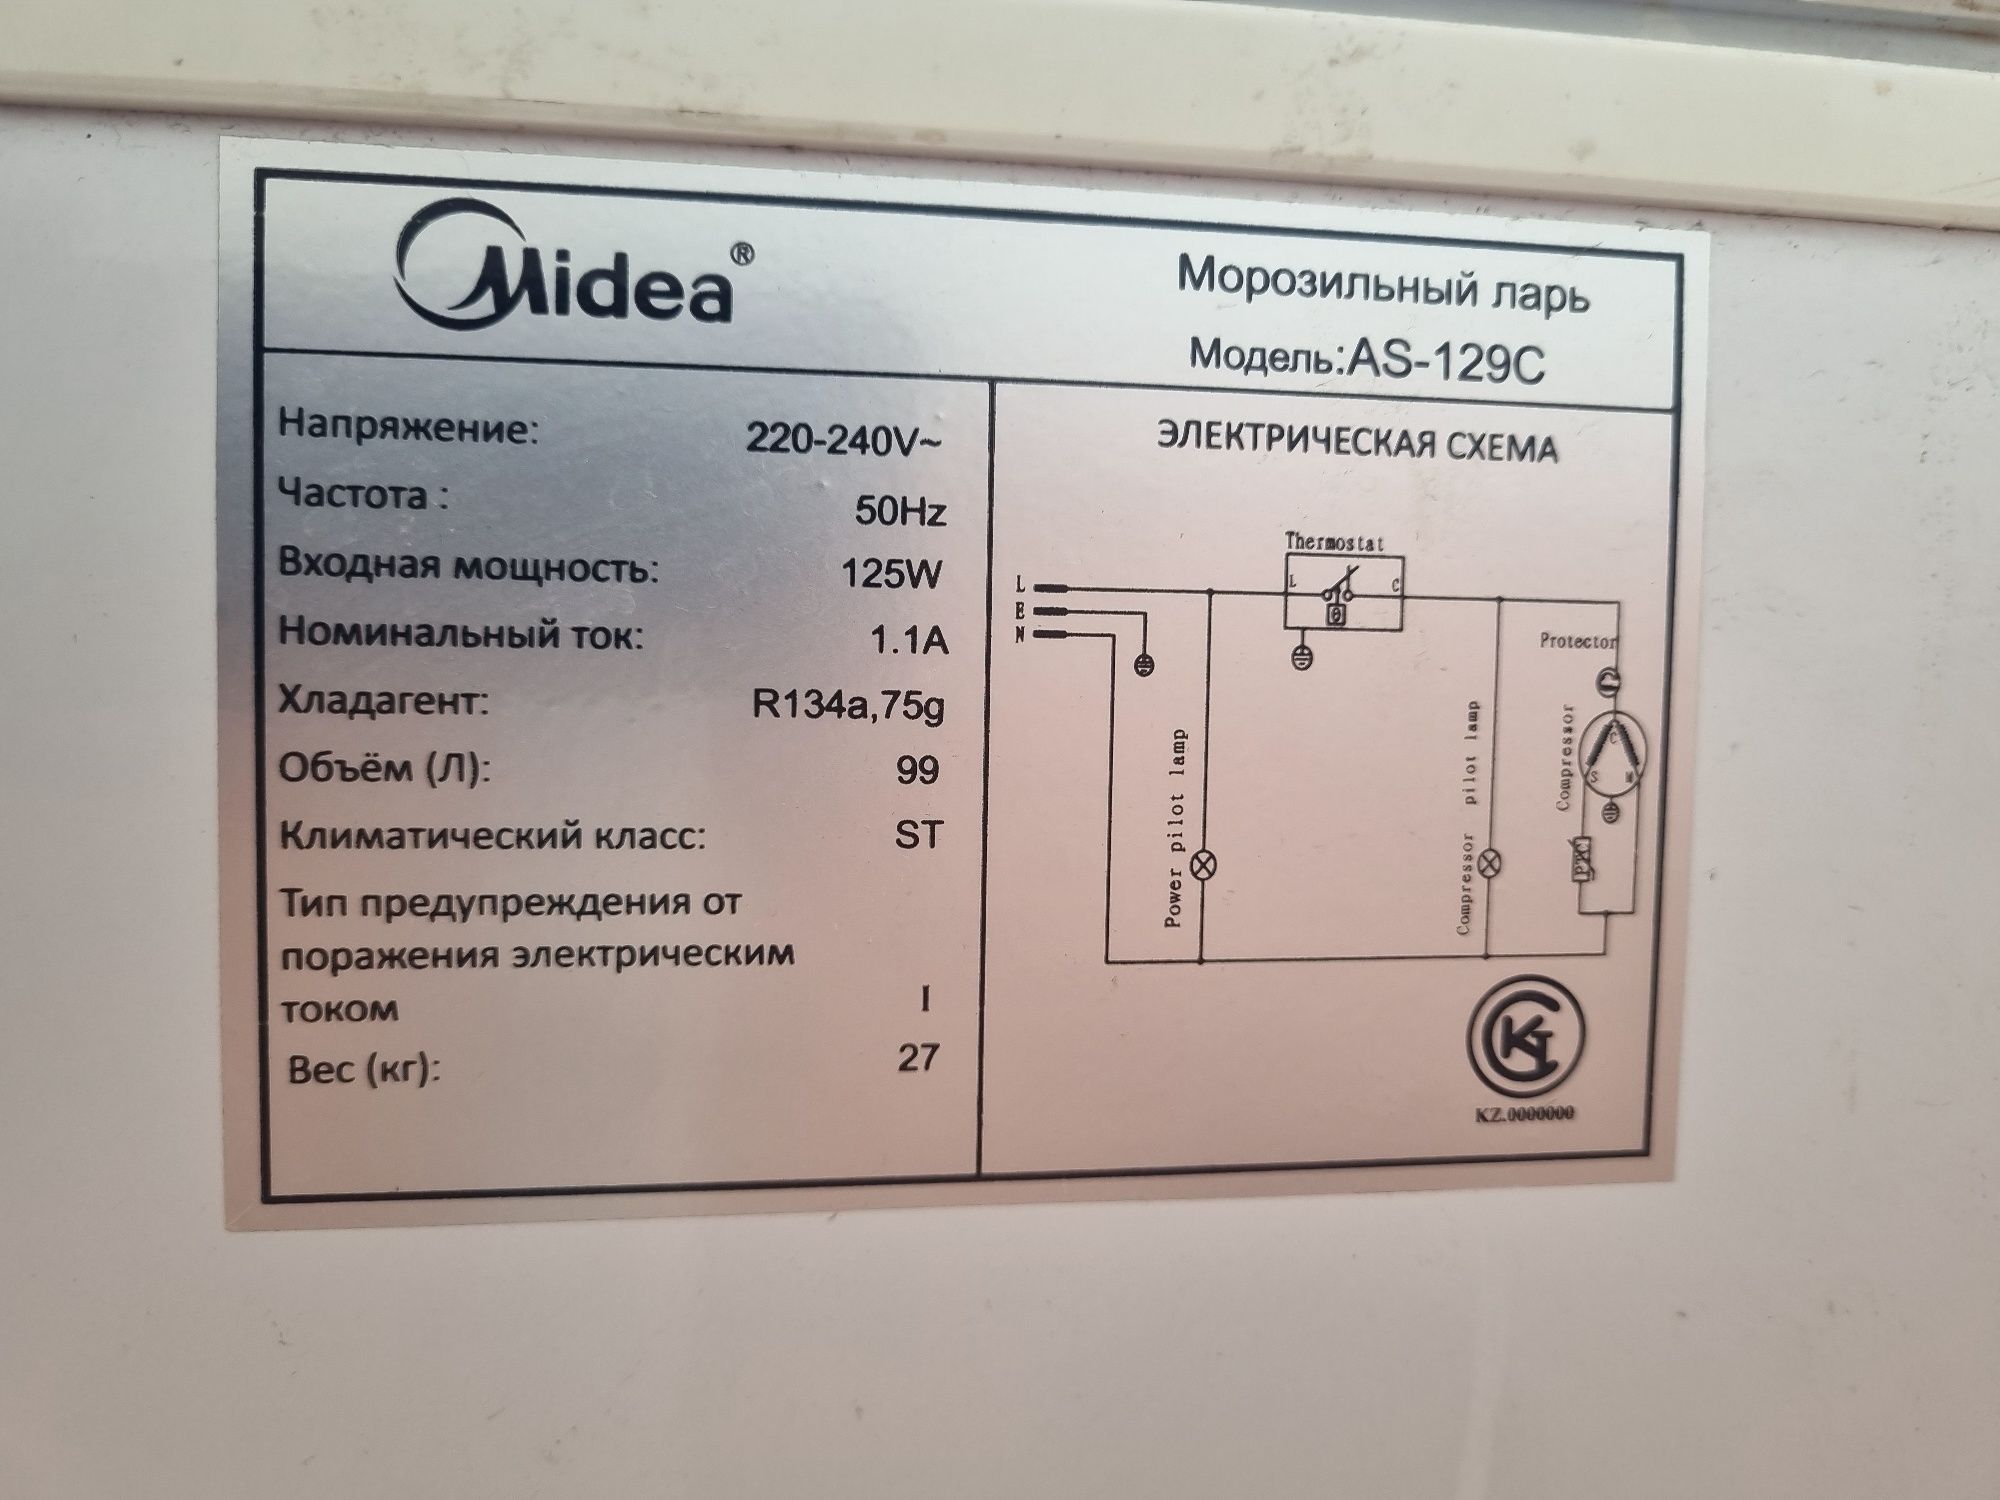 Midea®
Морозильный ларь
Модель:AS-129C
Напряжение: 220-240V~
Частота : 50Hz
Входная мощность: 125W
Номинальный ток: 1.1A
Хладагент: R134a,75g
Объём (Л): 99
Климатический класс: ST
Тип предупреждения от
поражения электрическим
током I
Вес (кг): 27
ЭЛЕКТРИЧЕСКАЯ СХЕМА
Thermostat
L
E
N
L
C
θ
Protector
Power pilot lamp
Compressor pilot lamp
Compressor
C
S
M
PTC
KZ.0000000